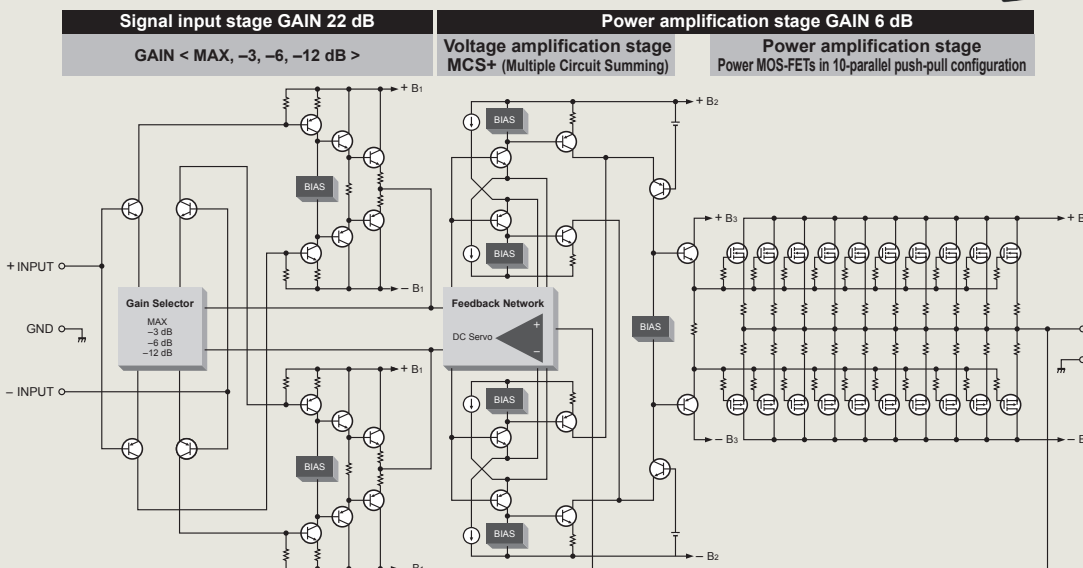 Signal input stage GAIN 22 dB
Power amplification stage GAIN 6 dB
GAIN < MAX, –3, –6, –12 dB >
Voltage amplification stage
MCS+ (Multiple Circuit Summing)
Power amplification stage
Power MOS-FETs in 10-parallel push-pull configuration
+ B1
+ B2
BIAS
BIAS
BIAS
+ B3
+ INPUT
– B1
Gain Selector
MAX
–3 dB
–6 dB
–12 dB
Feedback Network
DC Servo
+
–
BIAS
GND
– INPUT
+ B1
BIAS
– B3
BIAS
BIAS
– B2